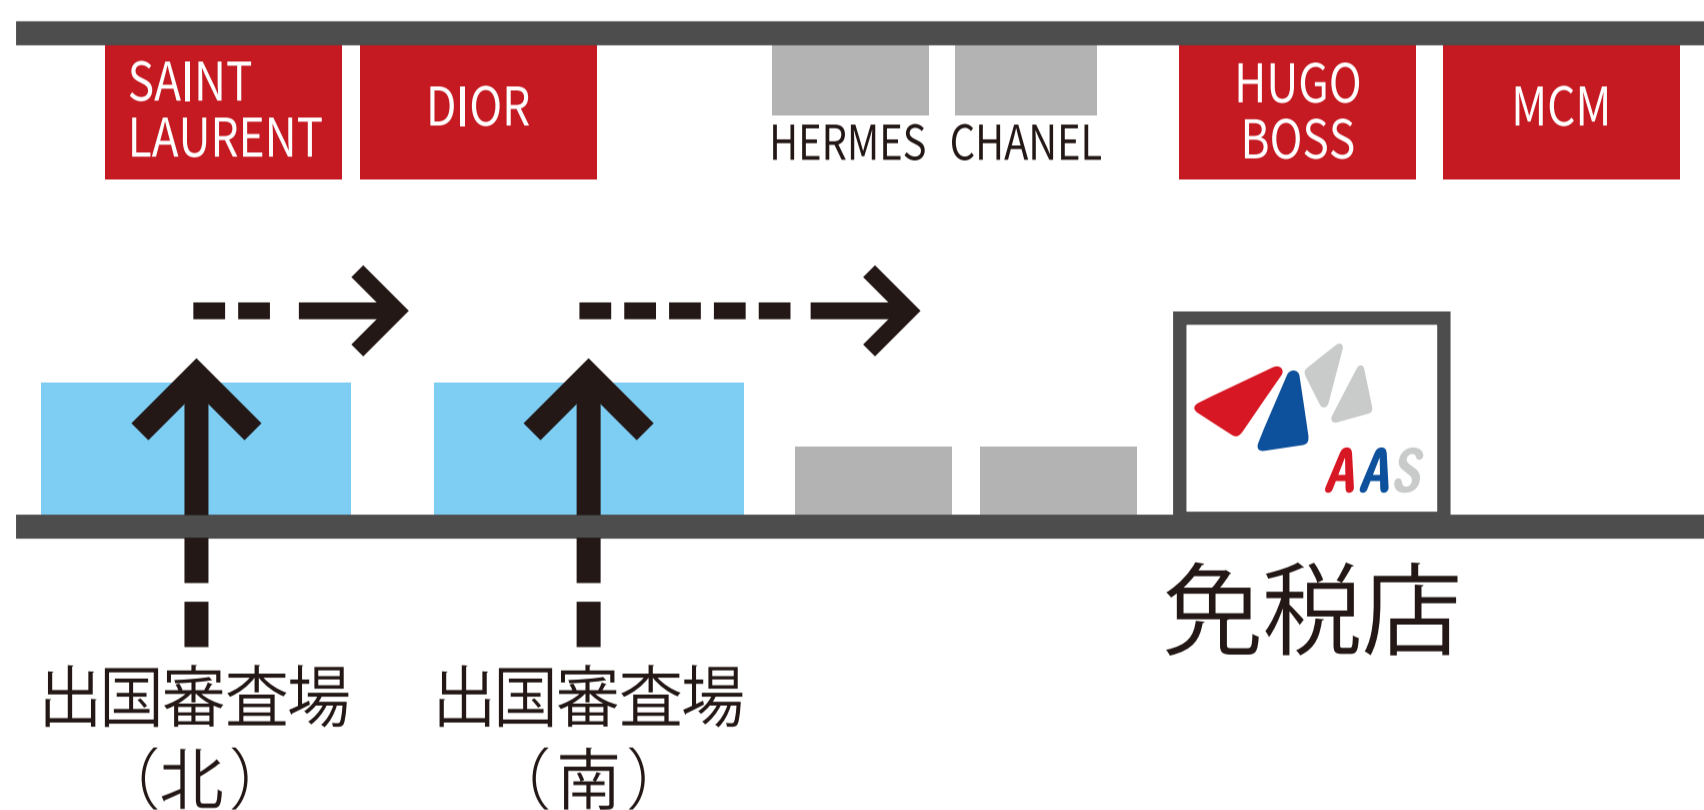 SAINT
LAURENT
DIOR
HERMES
CHANEL
HUGO
BOSS
MCM
AAS
免税店
出国審査場
（北）
出国審査場
（南）